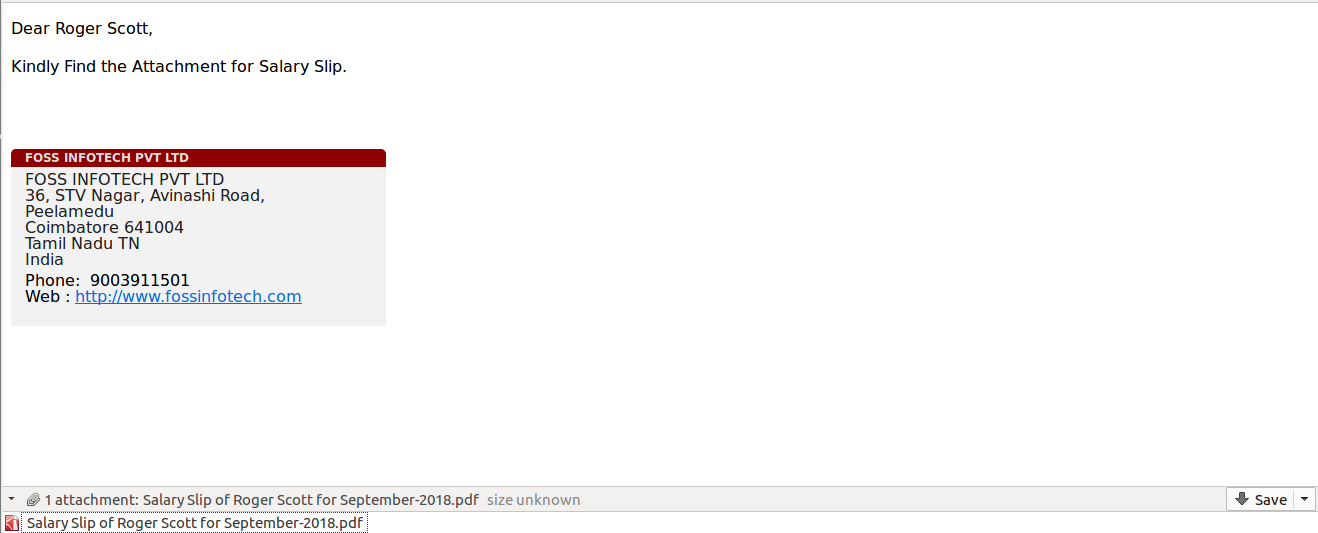 Dear Roger Scott,
Kindly Find the Attachment for Salary Slip.
FOSS INFOTECH PVT LTD
FOSS INFOTECH PVT LTD
36, STV Nagar, Avinashi Road,
Peelamedu
Coimbatore 641004
Tamil Nadu TN
India
Phone:  9003911501
Web : http://www.fossinfotech.com
1 attachment: Salary Slip of Roger Scott for September-2018.pdf size unknown Save
Salary Slip of Roger Scott for September-2018.pdf